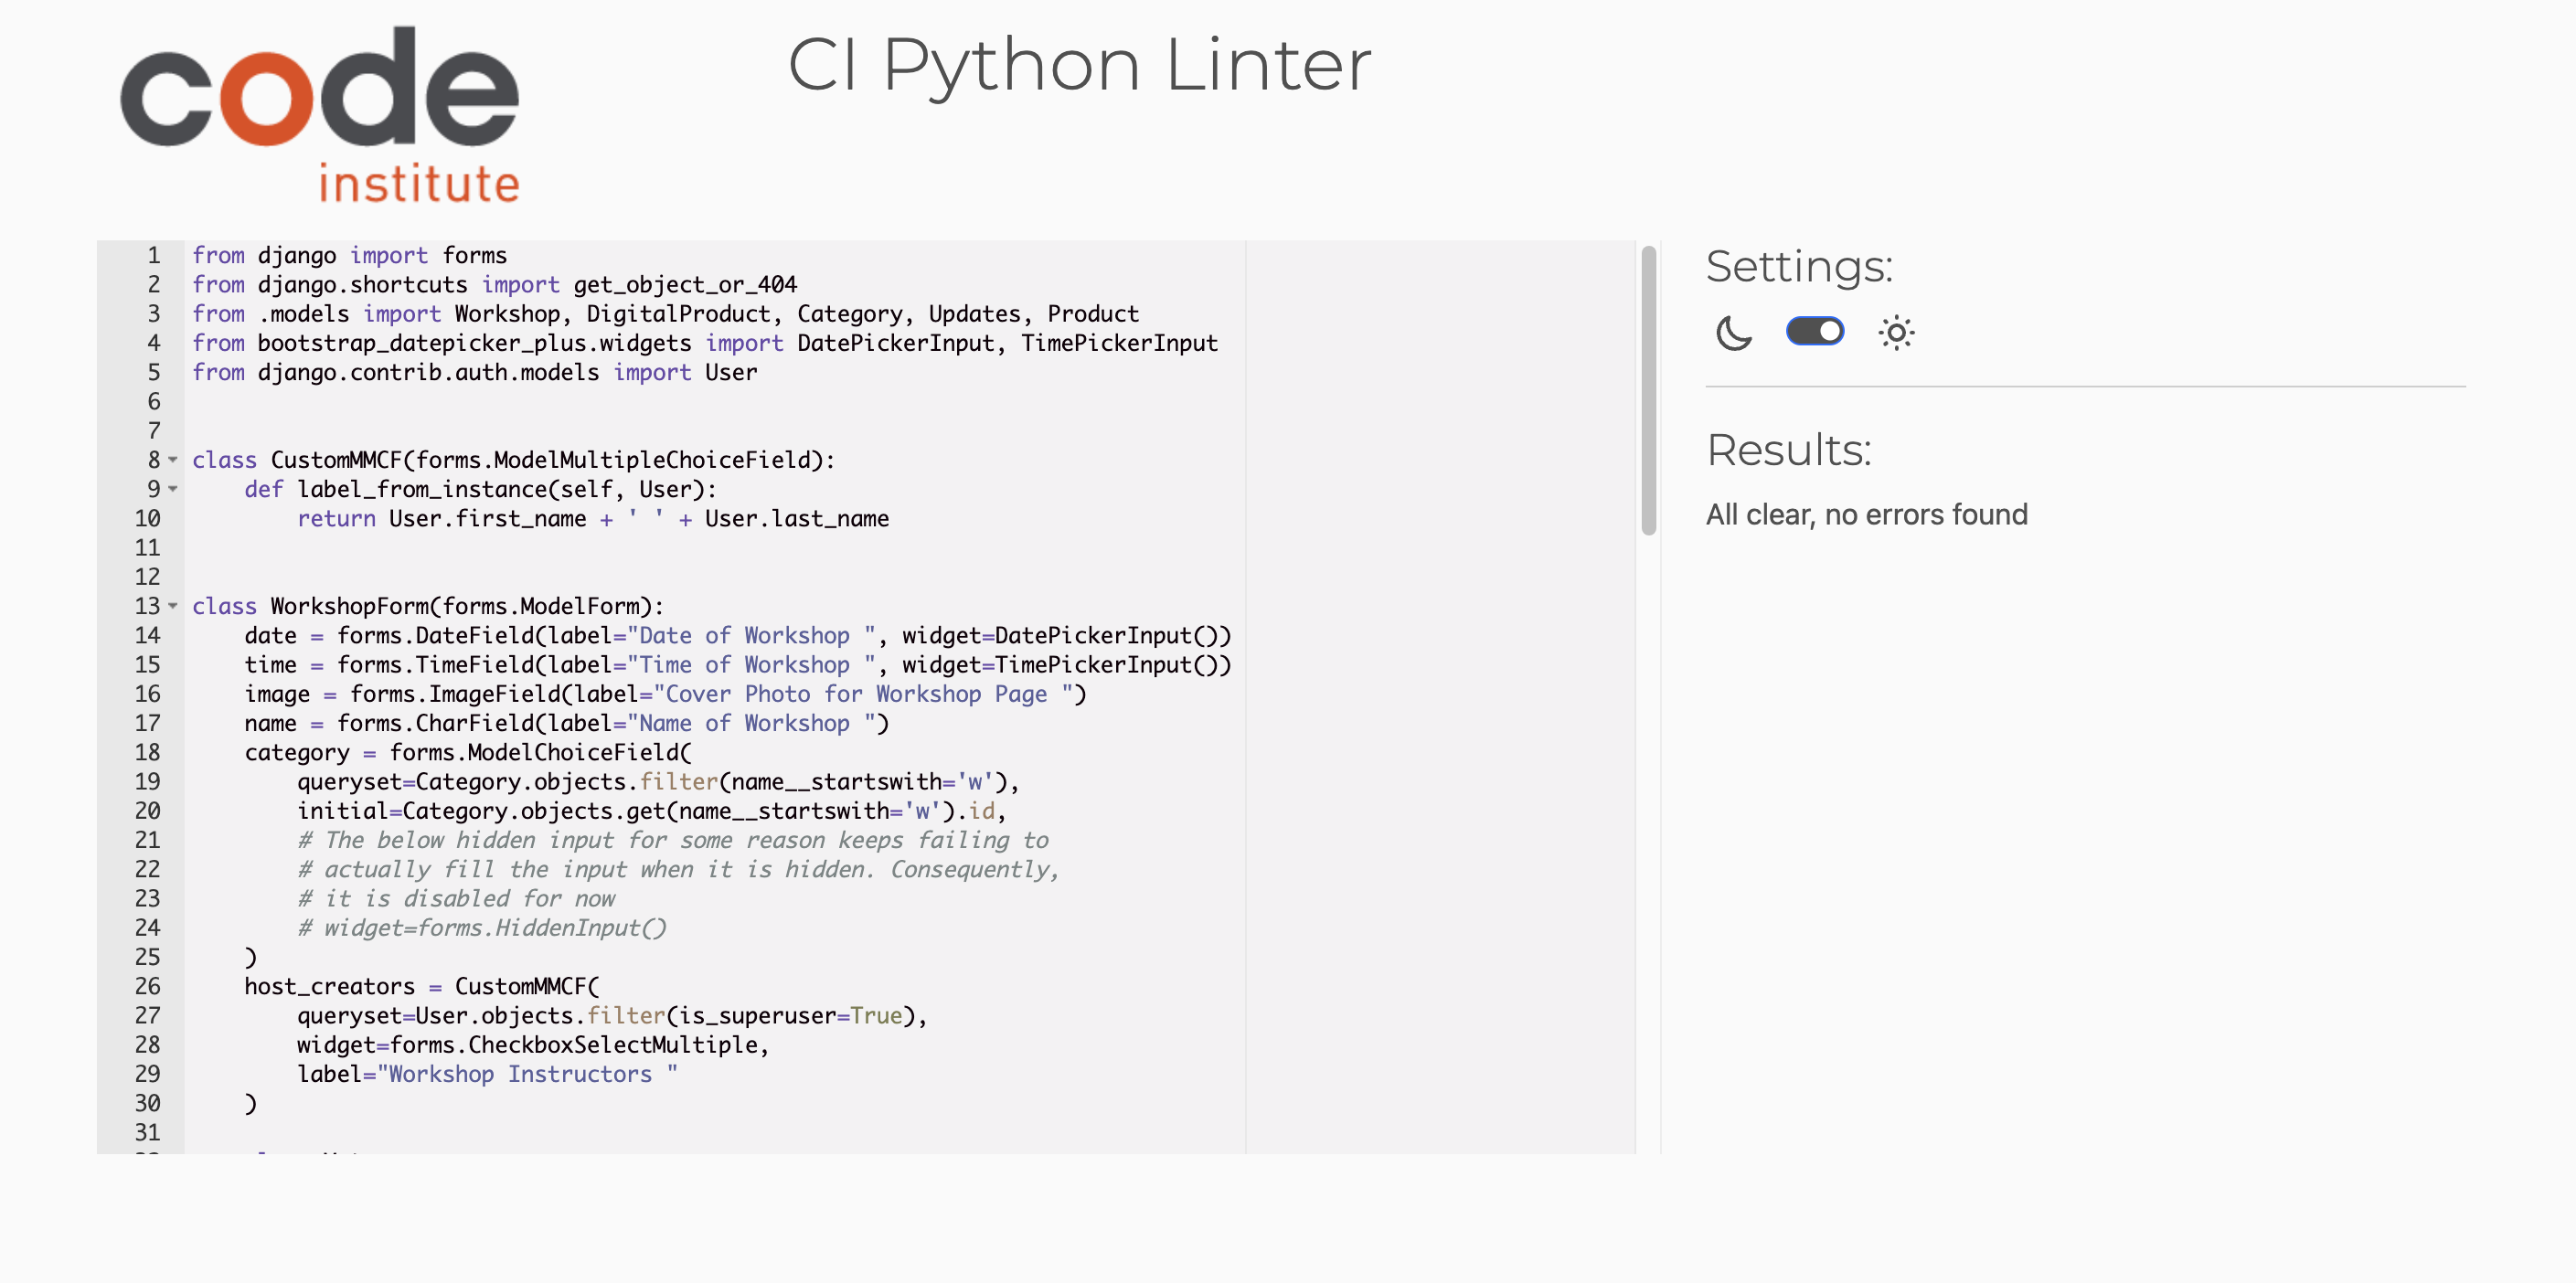 code
institute
CI Python Linter
1 from django import forms
2 from django.shortcuts import get_object_or_404
3 from .models import Workshop, DigitalProduct, Category, Updates, Product
4 from bootstrap_datepicker_plus.widgets import DatePickerInput, TimePickerInput
5 from django.contrib.auth.models import User
6
7
8 class CustomMMCF(forms.ModelMultipleChoiceField):
9     def label_from_instance(self, User):
10         return User.first_name + ' ' + User.last_name
11
12
13 class WorkshopForm(forms.ModelForm):
14     date = forms.DateField(label="Date of Workshop ", widget=DatePickerInput())
15     time = forms.TimeField(label="Time of Workshop ", widget=TimePickerInput())
16     image = forms.ImageField(label="Cover Photo for Workshop Page ")
17     name = forms.CharField(label="Name of Workshop ")
18     category = forms.ModelChoiceField(
19         queryset=Category.objects.filter(name__startswith='w'),
20         initial=Category.objects.get(name__startswith='w').id,
21         # The below hidden input for some reason keeps failing to
22         # actually fill the input when it is hidden. Consequently,
23         # it is disabled for now
24         # widget=forms.HiddenInput()
25     )
26     host_creators = CustomMMCF(
27         queryset=User.objects.filter(is_superuser=True),
28         widget=forms.CheckboxSelectMultiple,
29         label="Workshop Instructors "
30     )
31
Settings:
Results:
All clear, no errors found